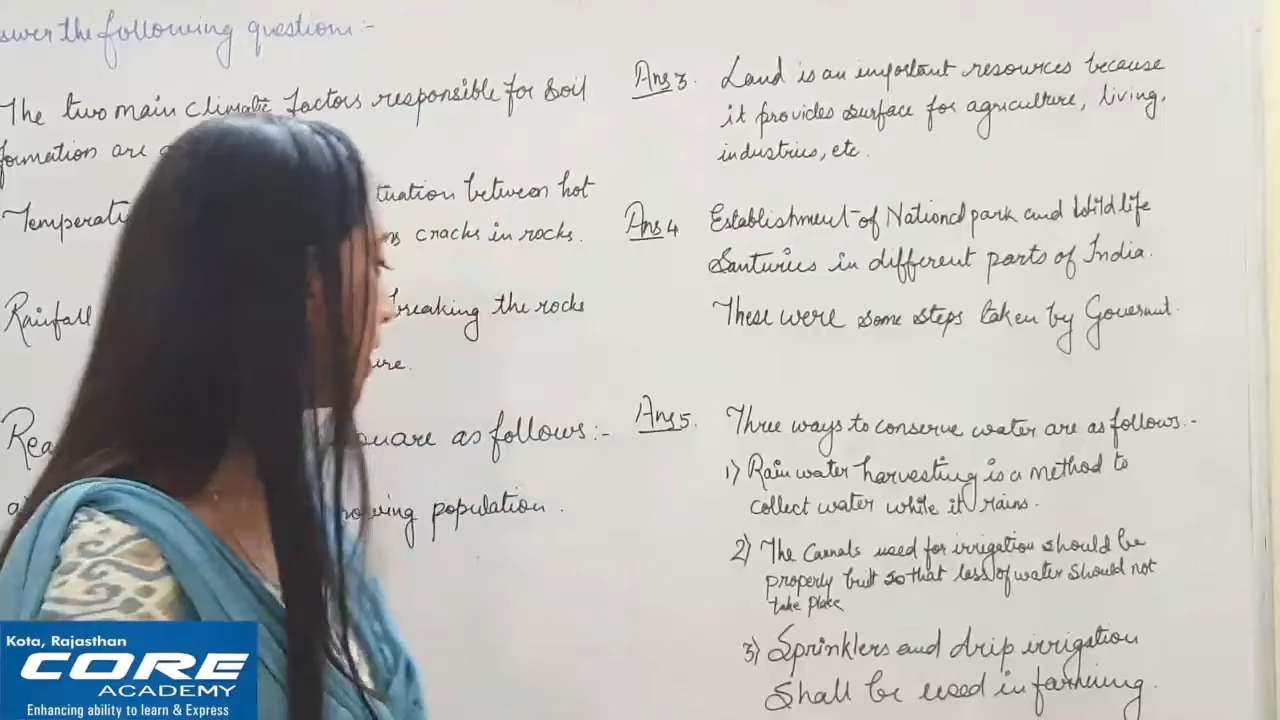 swer the following question:-
The two main climatic factors responsible for Soil
formation are
Temperatu tuation between hot
cracks in rocks.
Rainfall breaking the rocks
ure.
Rea are as follows:-
rowing population.
Ans 3. Land is an important resources because
it provides surface for agriculture, living,
industries, etc.
Ans 4 Establishment of National park and Wild life
Santuries in different parts of India.
These were some steps taken by Governmt.
Ans 5. Three ways to conserve water are as follows:-
1) Rain water harvesting is a method to
collect water while it rains.
2) The Cannals used for irrigation should be
properly built so that loss of water should not
take place
3) Sprinklers and drip irrigation
Shall be used in farming.
Kota, Rajasthan
CORE
ACADEMY
Enhancing ability to learn & Express